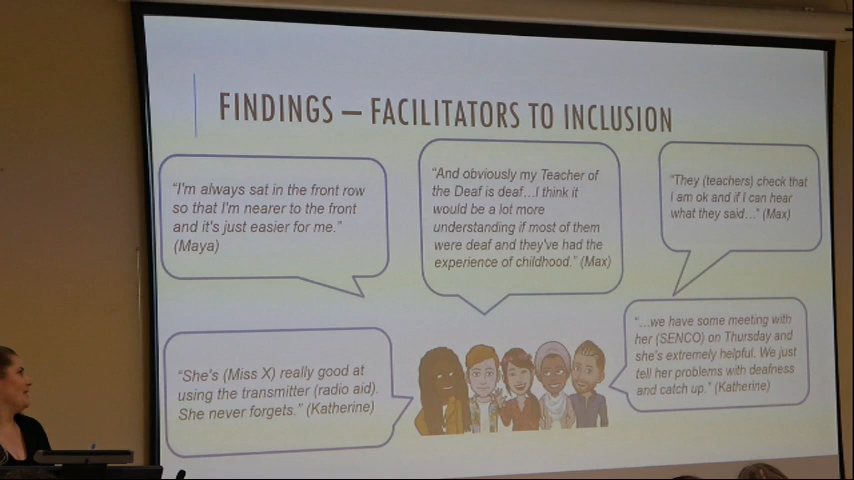 FINDINGS – FACILITATORS TO INCLUSION
"I'm always sat in the front row
so that I'm nearer to the front
and it's just easier for me."
(Maya)
"And obviously my Teacher of
the Deaf is deaf...I think it
would be a lot more
understanding if most of them
were deaf and they've had the
experience of childhood." (Max)
"They (teachers) check that
I am ok and if I can hear
what they said..." (Max)
"She's (Miss X) really good at
using the transmitter (radio aid).
She never forgets." (Katherine)
"...we have some meeting with
her (SENCO) on Thursday and
she's extremely helpful. We just
tell her problems with deafness
and catch up." (Katherine)